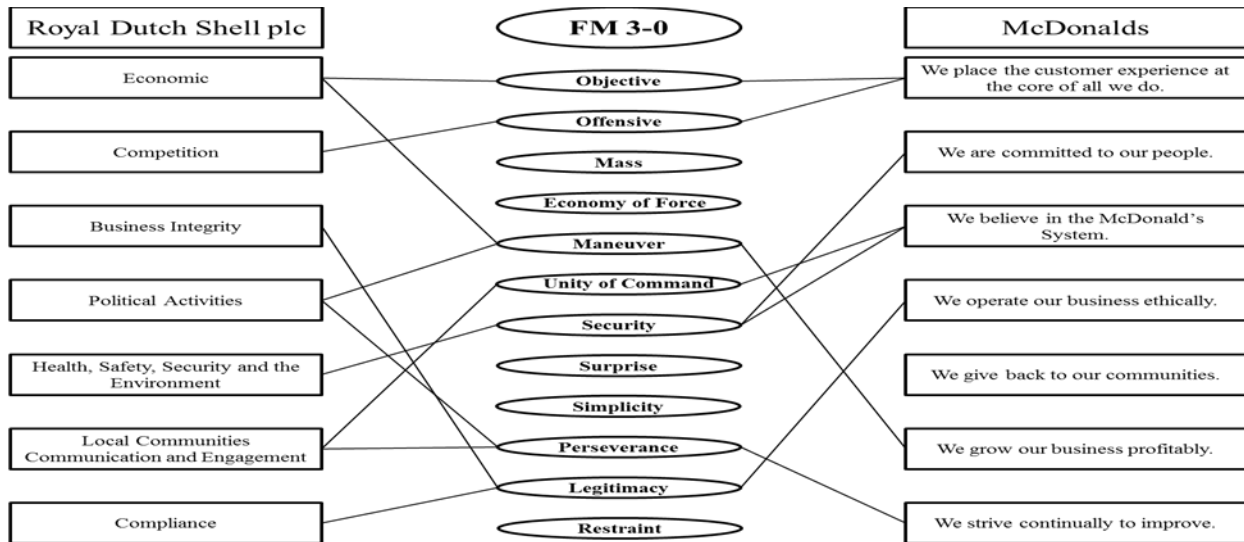 Royal Dutch Shell plc
FM 3-0
McDonalds
Economic
Competition
Business Integrity
Political Activities
Health, Safety, Security and the
Environment
Local Communities
Communication and Engagement
Compliance
Objective
Offensive
Mass
Economy of Force
Maneuver
Unity of Command
Security
Surprise
Simplicity
Perseverance
Legitimacy
Restraint
We place the customer experience at
the core of all we do.
We are committed to our people.
We believe in the McDonald's
System.
We operate our business ethically.
We give back to our communities.
We grow our business profitably.
We strive continually to improve.